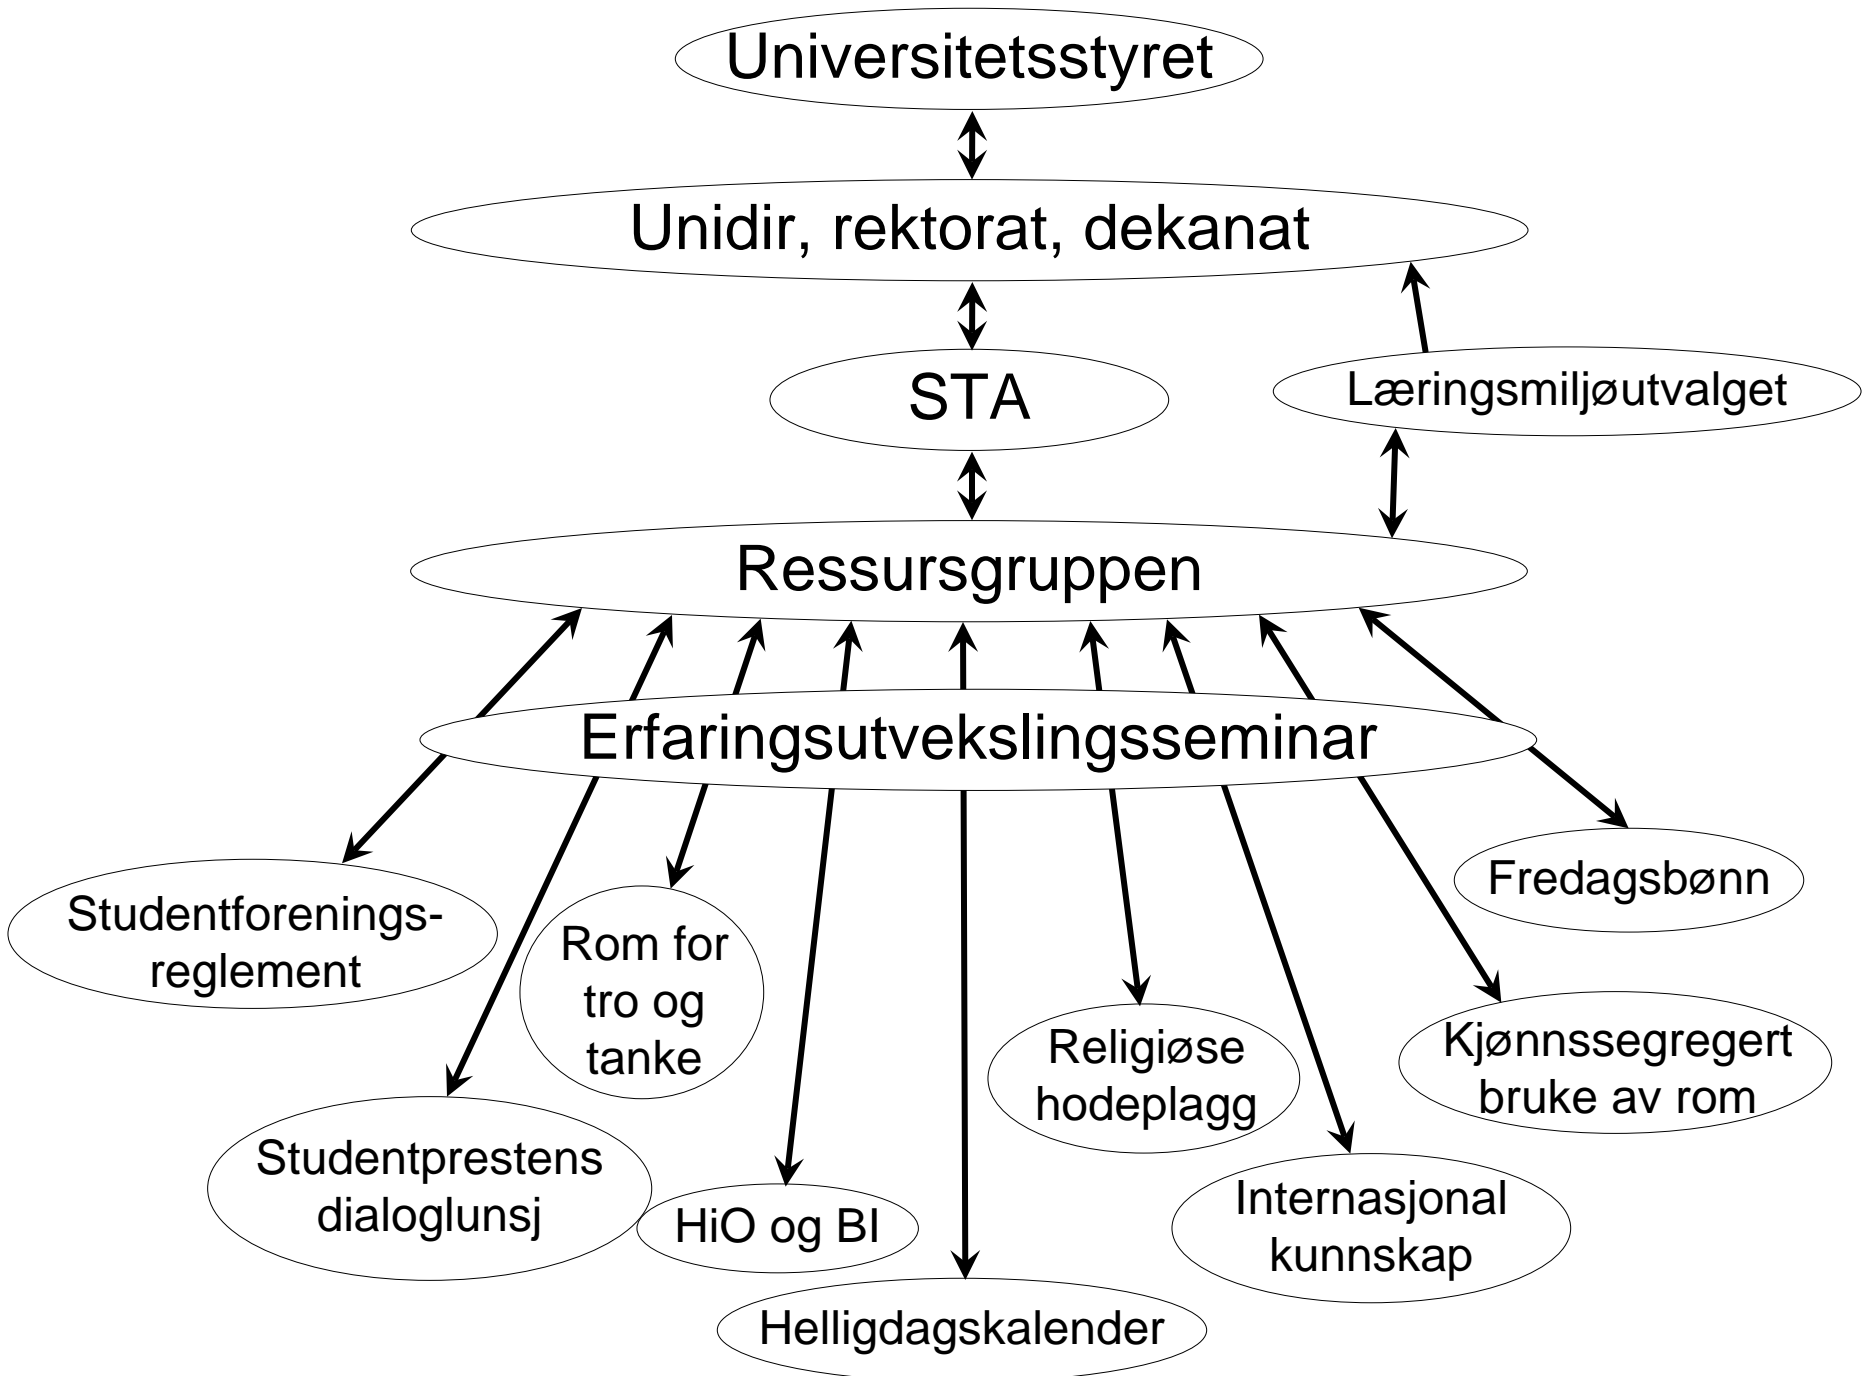 Universitetsstyret
Unidir, rektorat, dekanat
STA
Læringsmiljøutvalget
Ressursgruppen
Erfaringsutvekslingsseminar
Fredagsbønn
Studentforenings-
reglement
Rom for
tro og
tanke
Religiøse
hodeplagg
Kjønnssegregert
bruke av rom
Studentprestens
dialoglunsj
HiO og BI
Internasjonal
kunnskap
Helligdagskalender